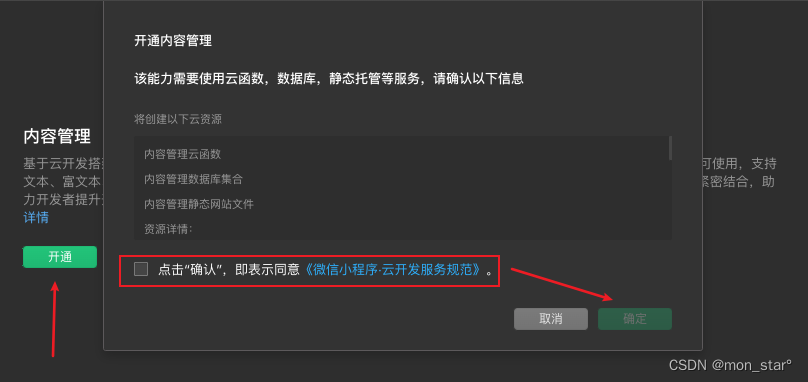 开通内容管理
该能力需要使用云函数，数据库，静态托管等服务，请确认以下信息
将创建以下云资源
内容管理云函数
内容管理数据库集合
内容管理静态网站文件
资源详情：
点击“确认”，即表示同意《微信小程序·云开发服务规范》。
取消 确定
内容管理
基于云开发搭 可使用，支持
文本、富文本 紧密结合，助
力开发者提升
详情
开通
CSDN @mon_star°